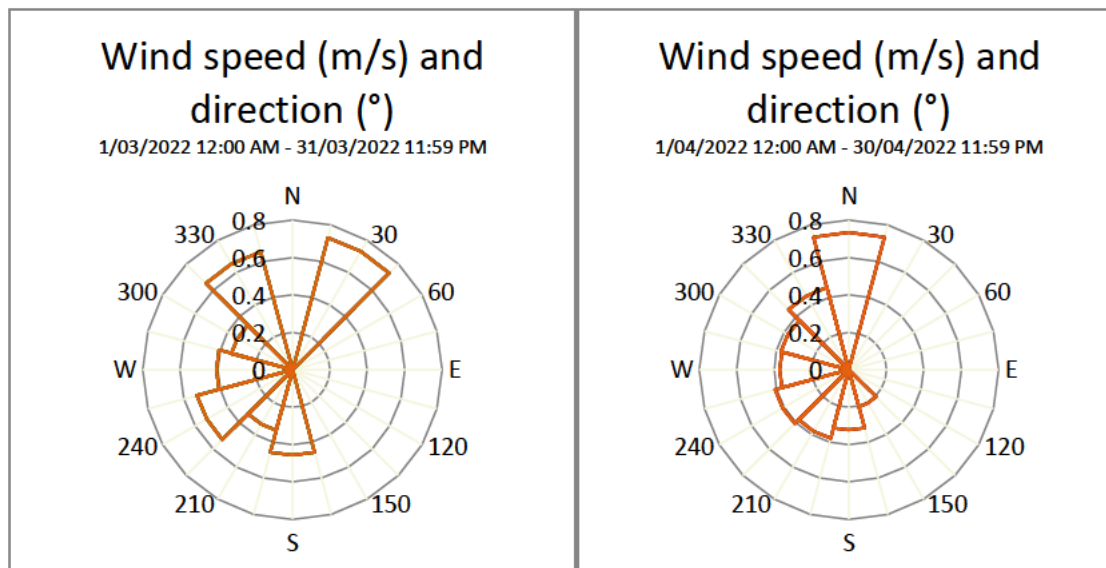 Wind speed (m/s) and
direction (°)
1/03/2022 12:00 AM - 31/03/2022 11:59 PM
N
0.8
330
30
0.6
300
60
0.4
0.2
W
0
E
240
120
210
150
S
Wind speed (m/s) and
direction (°)
1/04/2022 12:00 AM - 30/04/2022 11:59 PM
N
0.8
330
30
0.6
300
60
0.4
0.2
W
0
E
240
120
210
150
S